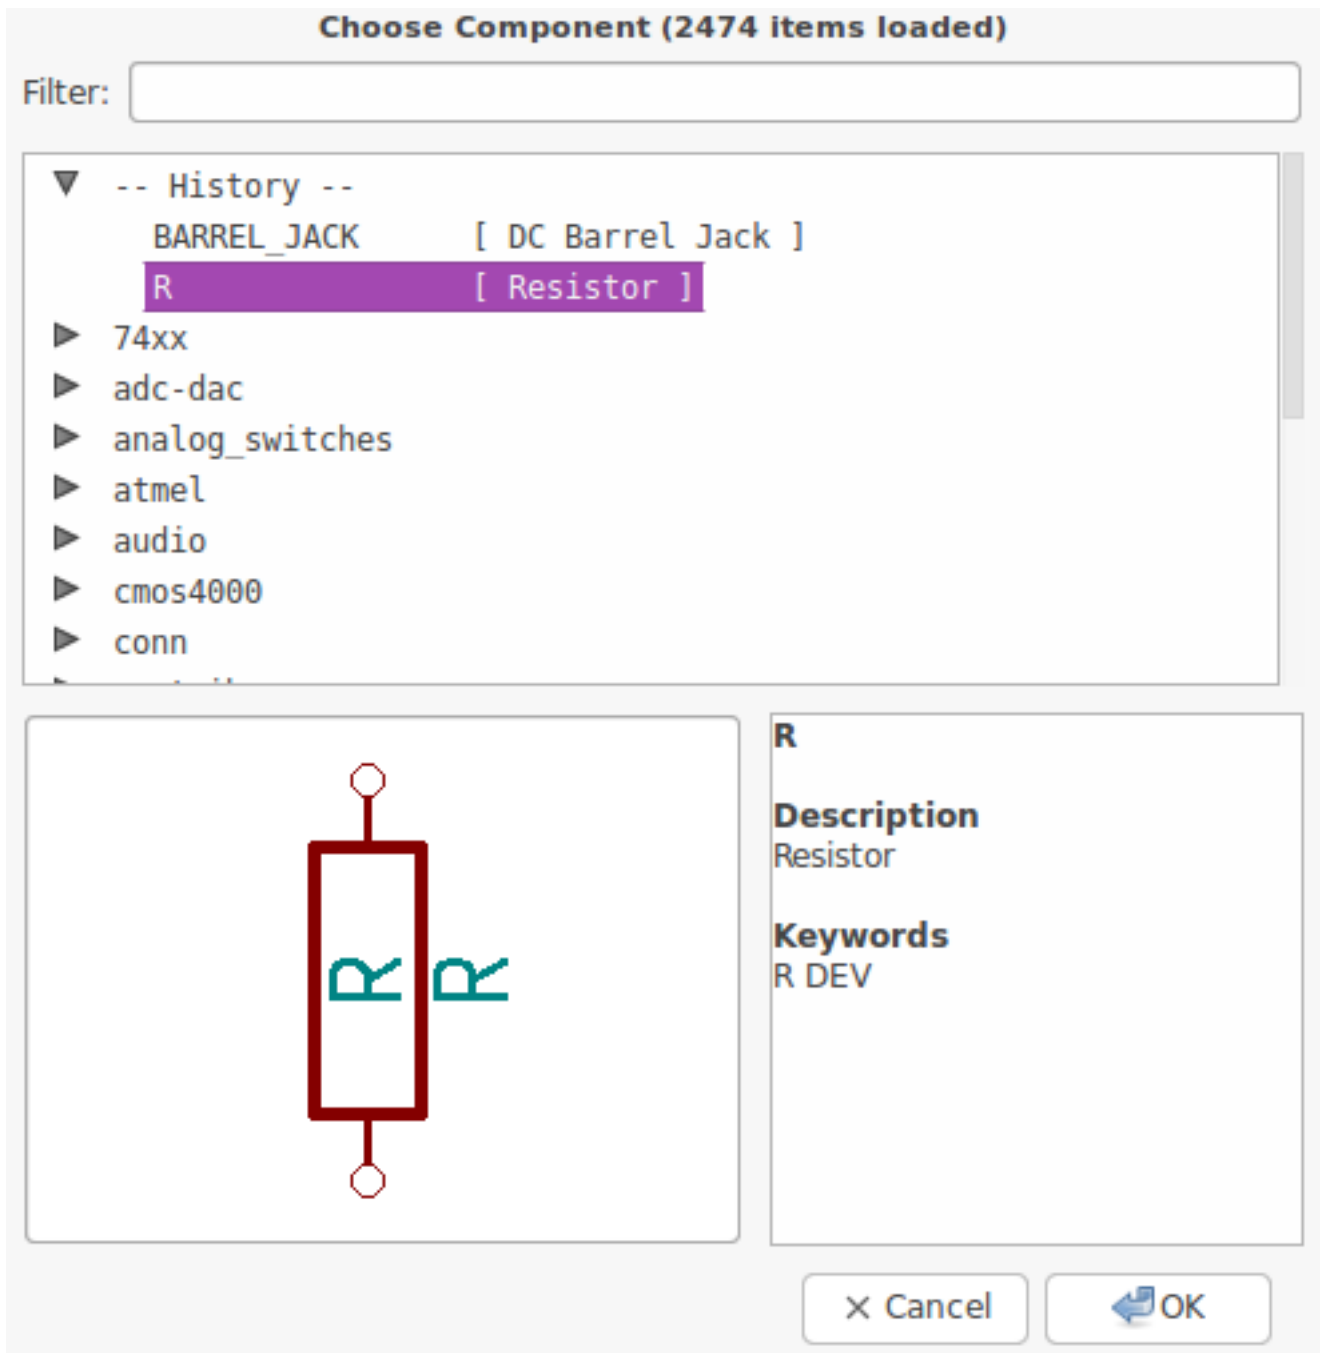 Choose Component (2474 items loaded)
Filter:
-- History --
BARREL_JACK [ DC Barrel Jack ]
R [ Resistor ]
74xx
adc-dac
analog_switches
atmel
audio
cmos4000
conn
R R
R
Description
Resistor
Keywords
R DEV
Cancel OK